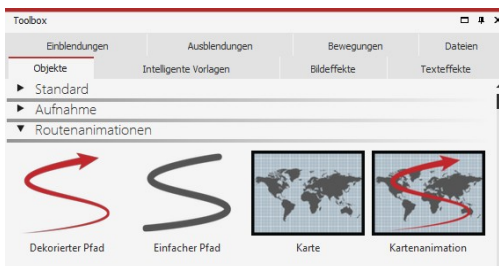 Toolbox
Einblendungen Ausblendungen Bewegungen Dateien
Objekte Intelligente Vorlagen Bildeffekte Texteffekte
Standard
Aufnahme
Routenanimationen
Dekorierter Pfad Einfacher Pfad Karte Kartenanimation